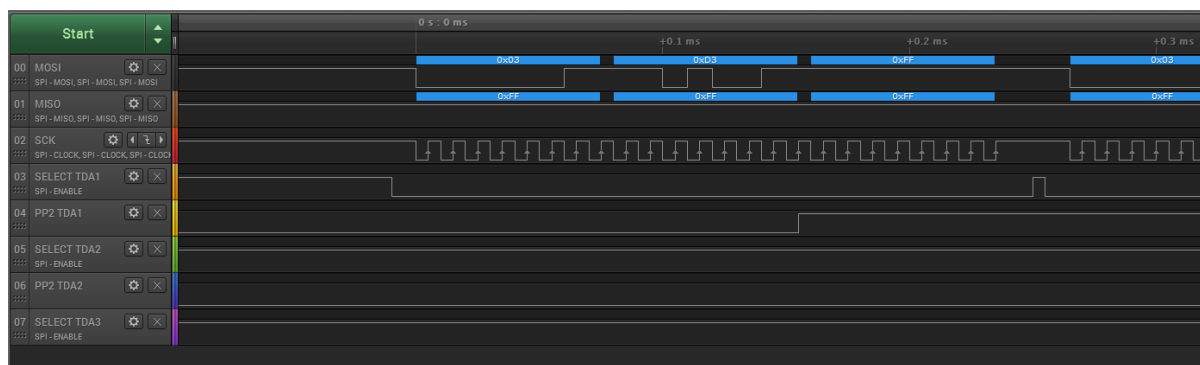 Start
0 s : 0 ms
+0.1 ms
+0.2 ms
+0.3 ms
00 MOSI
SPI - MOSI, SPI - MOSI, SPI - MOSI
0x03
0xD3
0xFF
0x03
01 MISO
SPI - MISO, SPI - MISO, SPI - MISO
0xFF
0xFF
0xFF
0xFF
02 SCK
SPI - CLOCK, SPI - CLOCK, SPI - CLOCK
03 SELECT TDA1
SPI - ENABLE
04 PP2 TDA1
05 SELECT TDA2
SPI - ENABLE
06 PP2 TDA2
07 SELECT TDA3
SPI - ENABLE